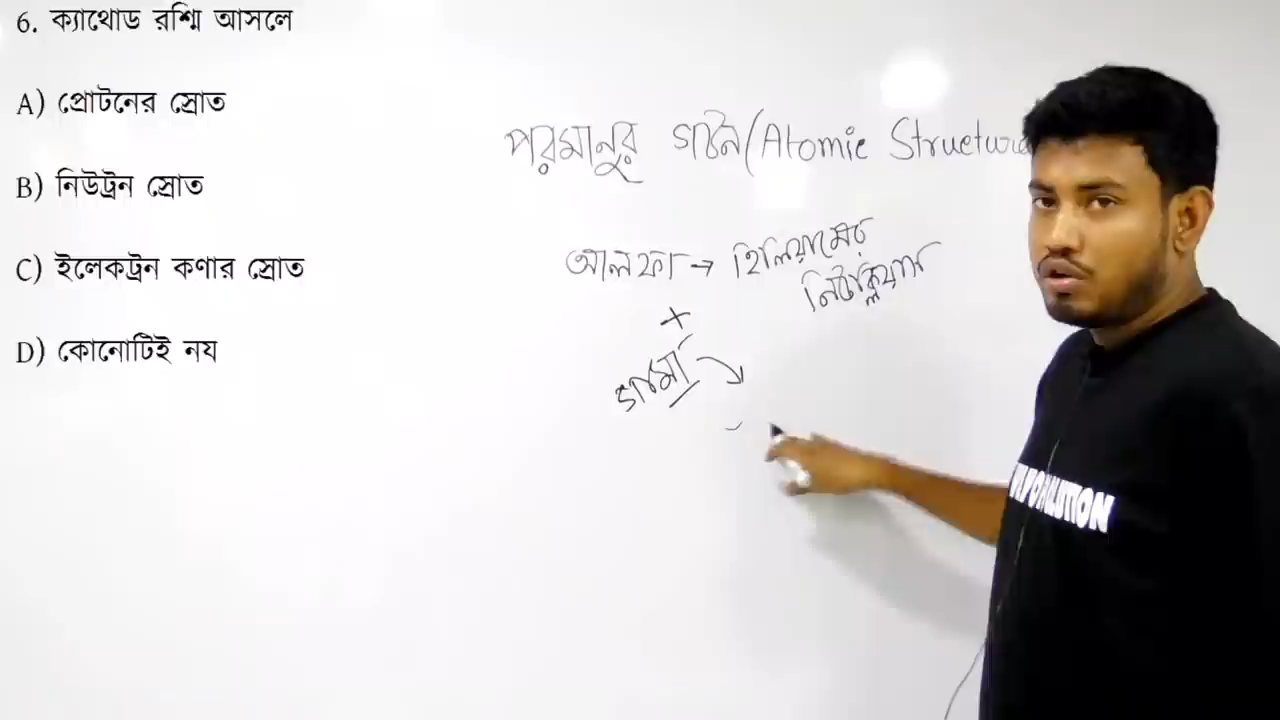 6. ক্যাথোড রশ্মি আসলে
A) প্রোটনের স্রোত
B) নিউট্রন স্রোত
C) ইলেকট্রন কণার স্রোত
D) কোনোটিই নয
পরমানুর গঠন (Atomic Structure
আলফা → হিলিয়ামের
নিউক্লিয়াস
+
গামা